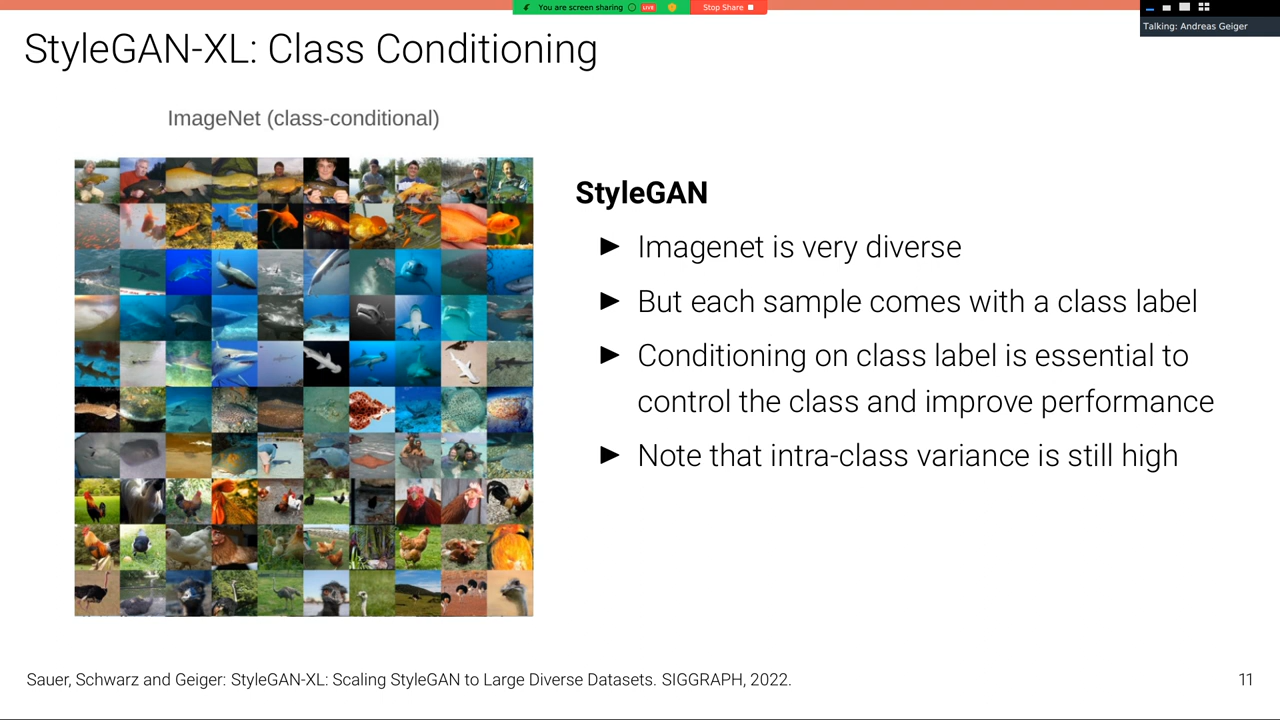 You are screen sharing LIVE Stop Share
Talking: Andreas Geiger
StyleGAN-XL: Class Conditioning
ImageNet (class-conditional)
StyleGAN
► Imagenet is very diverse
► But each sample comes with a class label
► Conditioning on class label is essential to
control the class and improve performance
► Note that intra-class variance is still high
Sauer, Schwarz and Geiger: StyleGAN-XL: Scaling StyleGAN to Large Diverse Datasets. SIGGRAPH, 2022.
11